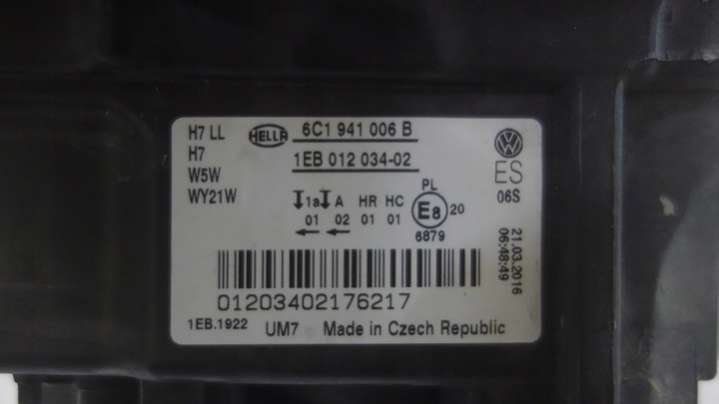 H7 LL
H7
W5W
WY21W
HELLA
6C1 941 006 B
1EB 012 034-02
ES
06S
1a A HR HC
01 02 01 01
PL
E8 20
6879
21.03.2016
06:48:49
01203402176217
1EB.1922 UM7 Made in Czech Republic